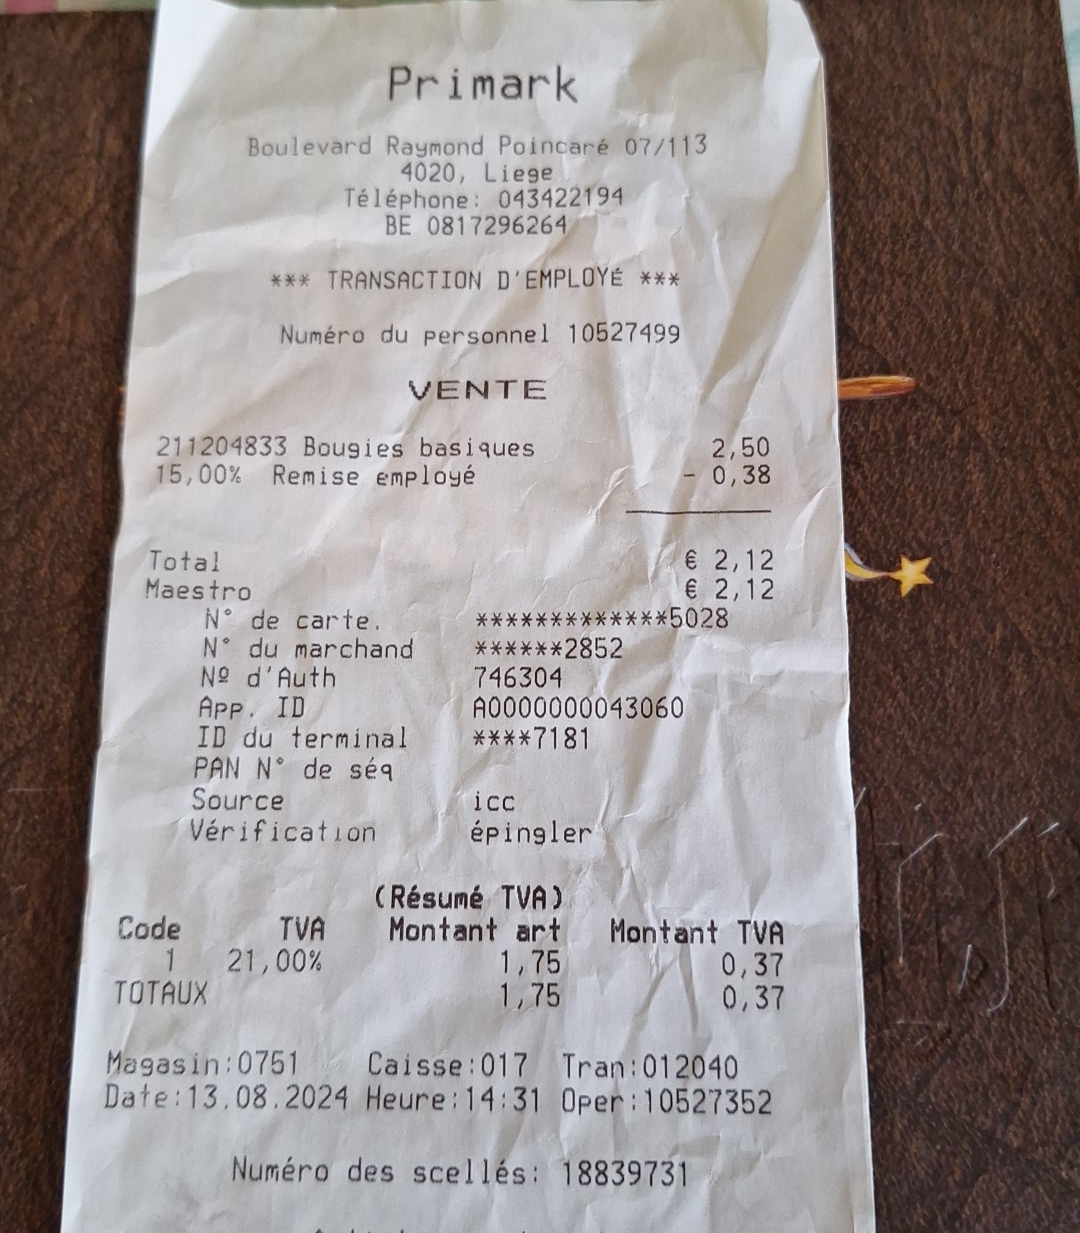 Primark
Boulevard Raymond Poincaré 07/113
4020, Liege
Téléphone: 043422194
BE 0817296264
*** TRANSACTION D'EMPLOYÉ ***
Numéro du personnel 10527499
VENTE
211204833 Bougies basiques 2,50
15,00% Remise employé - 0,38
Total € 2,12
Maestro € 2,12
N° de carte. *************5028
N° du marchand ******2852
Nº d'Auth 746304
App. ID A0000000043060
ID du terminal ****7181
PAN N° de séq
Source icc
Vérification épingler
(Résumé TVA)
Code TVA Montant art Montant TVA
1 21,00% 1,75 0,37
TOTAUX 1,75 0,37
Magasin:0751 Caisse:017 Tran:012040
Date:13.08.2024 Heure:14:31 Oper:10527352
Numéro des scellés: 18839731